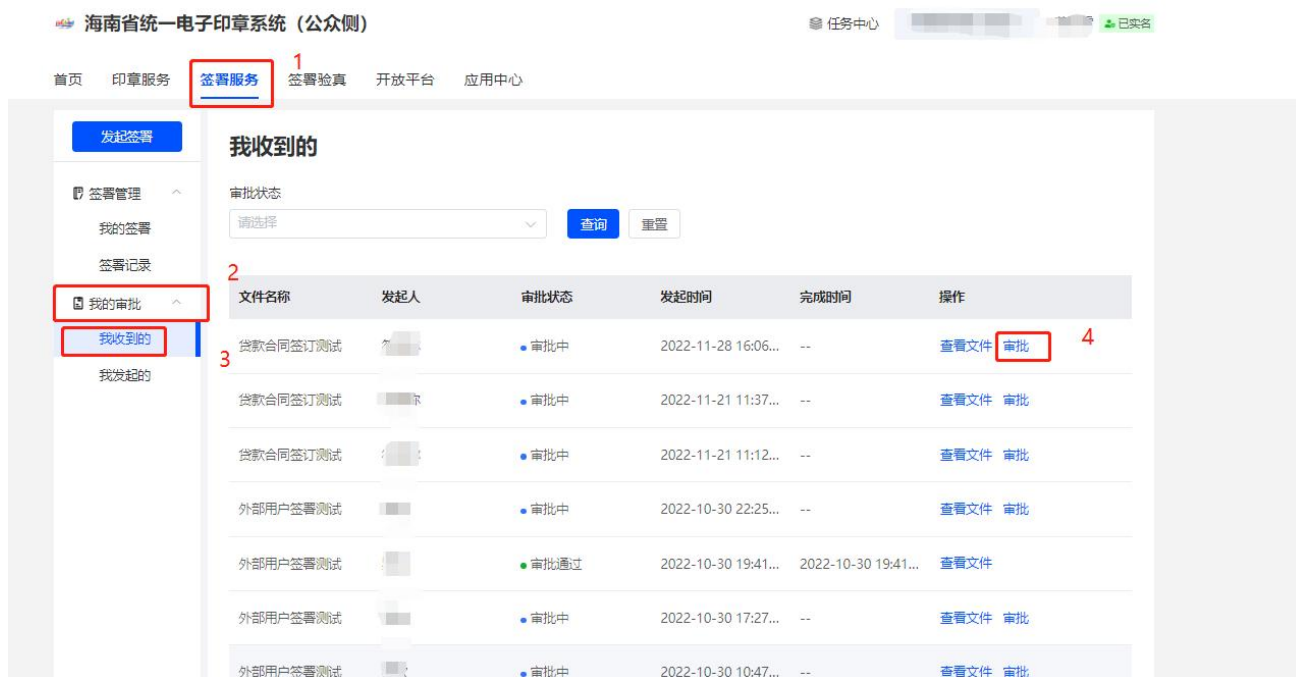 海南省统一电子印章系统（公众侧） 任务中心 已实名
1
首页 印章服务 签署服务 签署验真 开放平台 应用中心
发起签署
我收到的
签署管理
审批状态
我的签署
请选择 查询 重置
签署记录
2
我的审批
文件名称 发起人 审批状态 发起时间 完成时间 操作
我收到的
3
贷款合同签订测试 审批中 2022-11-28 16:06... -- 查看文件 审批
4
我发起的
贷款合同签订测试 审批中 2022-11-21 11:37... -- 查看文件 审批
贷款合同签订测试 审批中 2022-11-21 11:12... -- 查看文件 审批
外部用户签署测试 审批中 2022-10-30 22:25... -- 查看文件 审批
外部用户签署测试 审批通过 2022-10-30 19:41... 2022-10-30 19:41... 查看文件
外部用户签署测试 审批中 2022-10-30 17:27... -- 查看文件 审批
外部用户签署测试 审批中 2022-10-30 10:47... -- 查看文件 审批